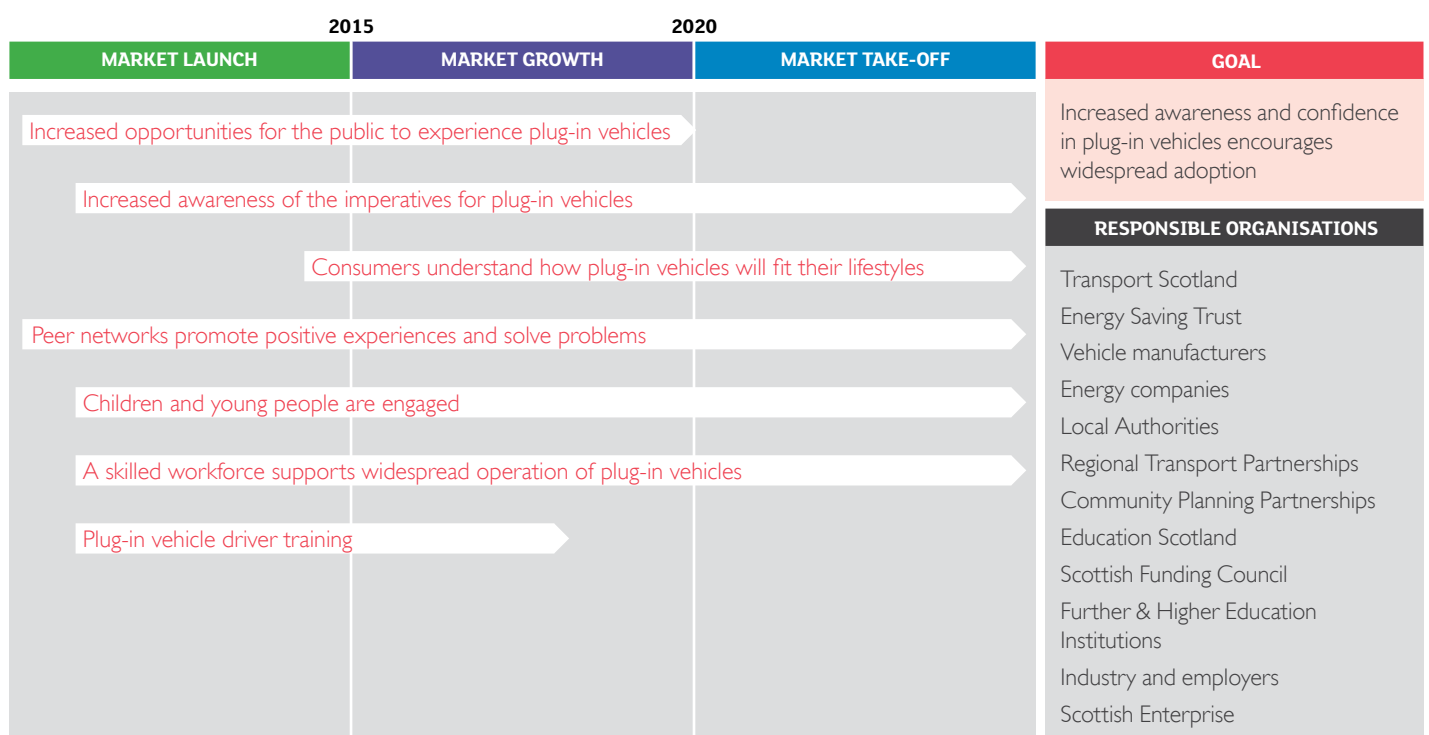 2015
2020
MARKET LAUNCH
MARKET GROWTH
MARKET TAKE-OFF
Increased opportunities for the public to experience plug-in vehicles
Increased awareness of the imperatives for plug-in vehicles
Consumers understand how plug-in vehicles will fit their lifestyles
Peer networks promote positive experiences and solve problems
Children and young people are engaged
A skilled workforce supports widespread operation of plug-in vehicles
Plug-in vehicle driver training
GOAL
Increased awareness and confidence
in plug-in vehicles encourages
widespread adoption
RESPONSIBLE ORGANISATIONS
Transport Scotland
Energy Saving Trust
Vehicle manufacturers
Energy companies
Local Authorities
Regional Transport Partnerships
Community Planning Partnerships
Education Scotland
Scottish Funding Council
Further & Higher Education
Institutions
Industry and employers
Scottish Enterprise